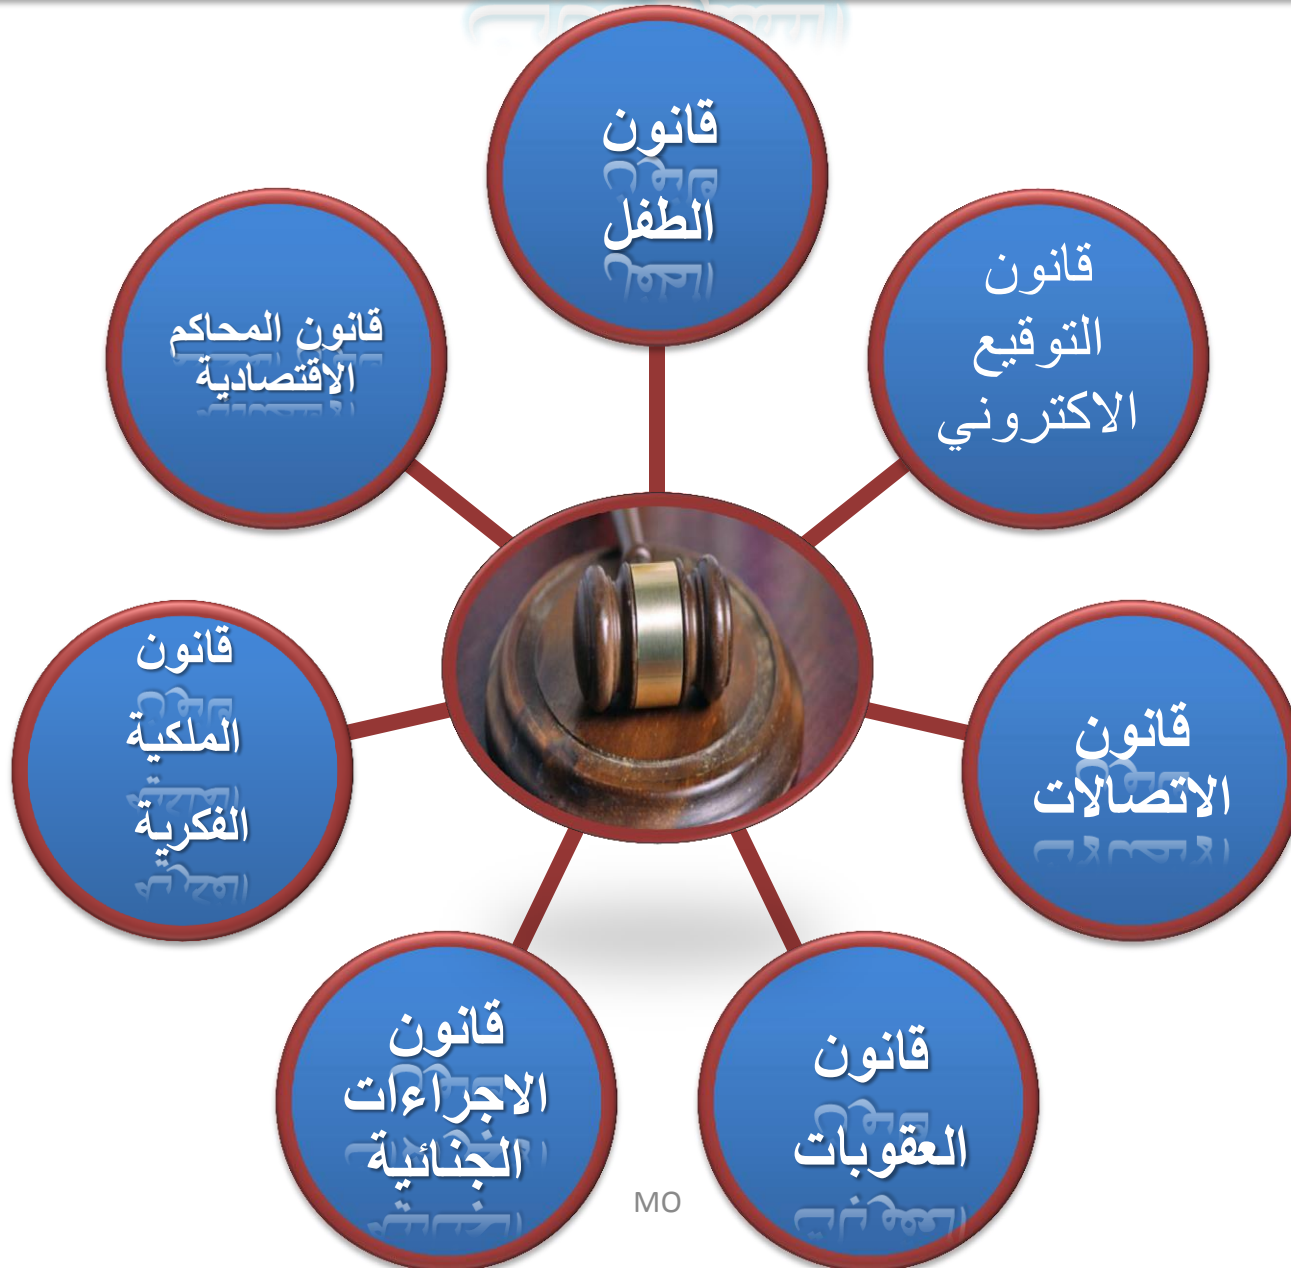 قانون
الطفل
قانون
التوقيع
الاكتروني
قانون
الاتصالات
قانون
العقوبات
قانون
الاجراءات
الجنائية
قانون
الملكية
الفكرية
قانون المحاكم
الاقتصادية
MO